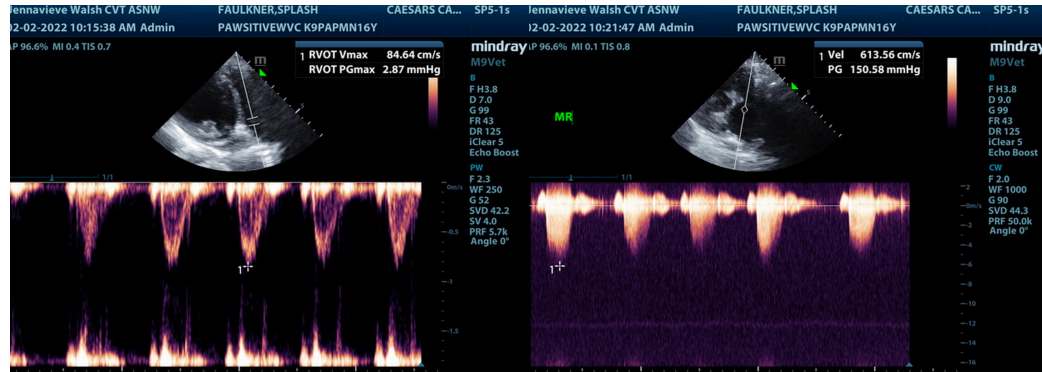 Jennavieve Walsh CVT ASNW FAULKNER,SPLASH CAESARS CA... SP5-1s
02-02-2022 10:15:38 AM Admin PAWSITIVEWVC K9PAPMN16Y
AP 96.6% MI 0.4 TIS 0.7
1 RVOT Vmax 84.64 cm/s
RVOT PGmax 2.87 mmHg
m
5
mindray
M9Vet
B
F H3.8
D 7.0
G 99
FR 43
DR 125
iClear 5
Echo Boost
PW
F 2.3
WF 250
G 52
SVD 42.2
SV 4.0
PRF 5.7k
Angle 0°
1/1
0m/s
-0.5
-1
-1.5
1
Jennavieve Walsh CVT ASNW FAULKNER,SPLASH CAESARS CA... SP5-1s
02-02-2022 10:21:47 AM Admin PAWSITIVEWVC K9PAPMN16Y
AP 96.6% MI 0.1 TIS 0.8
1 Vel 613.56 cm/s
PG 150.58 mmHg
m
5
MR
mindray
M9Vet
B
F H3.8
D 9.0
G 99
FR 43
DR 125
iClear 5
Echo Boost
CW
F 2.0
WF 1000
G 90
SVD 44.3
PRF 50.0k
Angle 0°
1/1
2
0m/s
-2
-4
-6
-8
-10
-12
-14
-16
1